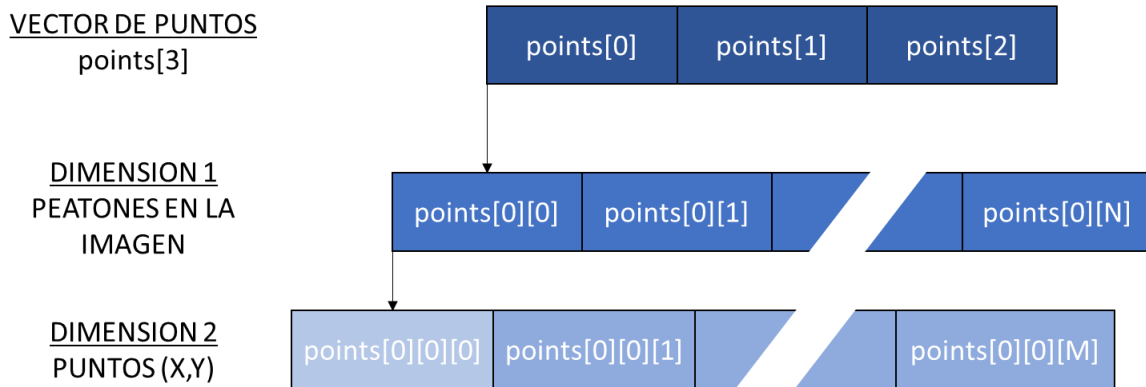 VECTOR DE PUNTOS
points[3]
points[0] points[1] points[2]
DIMENSION 1
PEATONES EN LA
IMAGEN
points[0][0] points[0][1] points[0][N]
DIMENSION 2
PUNTOS (X,Y)
points[0][0][0] points[0][0][1] points[0][0][M]